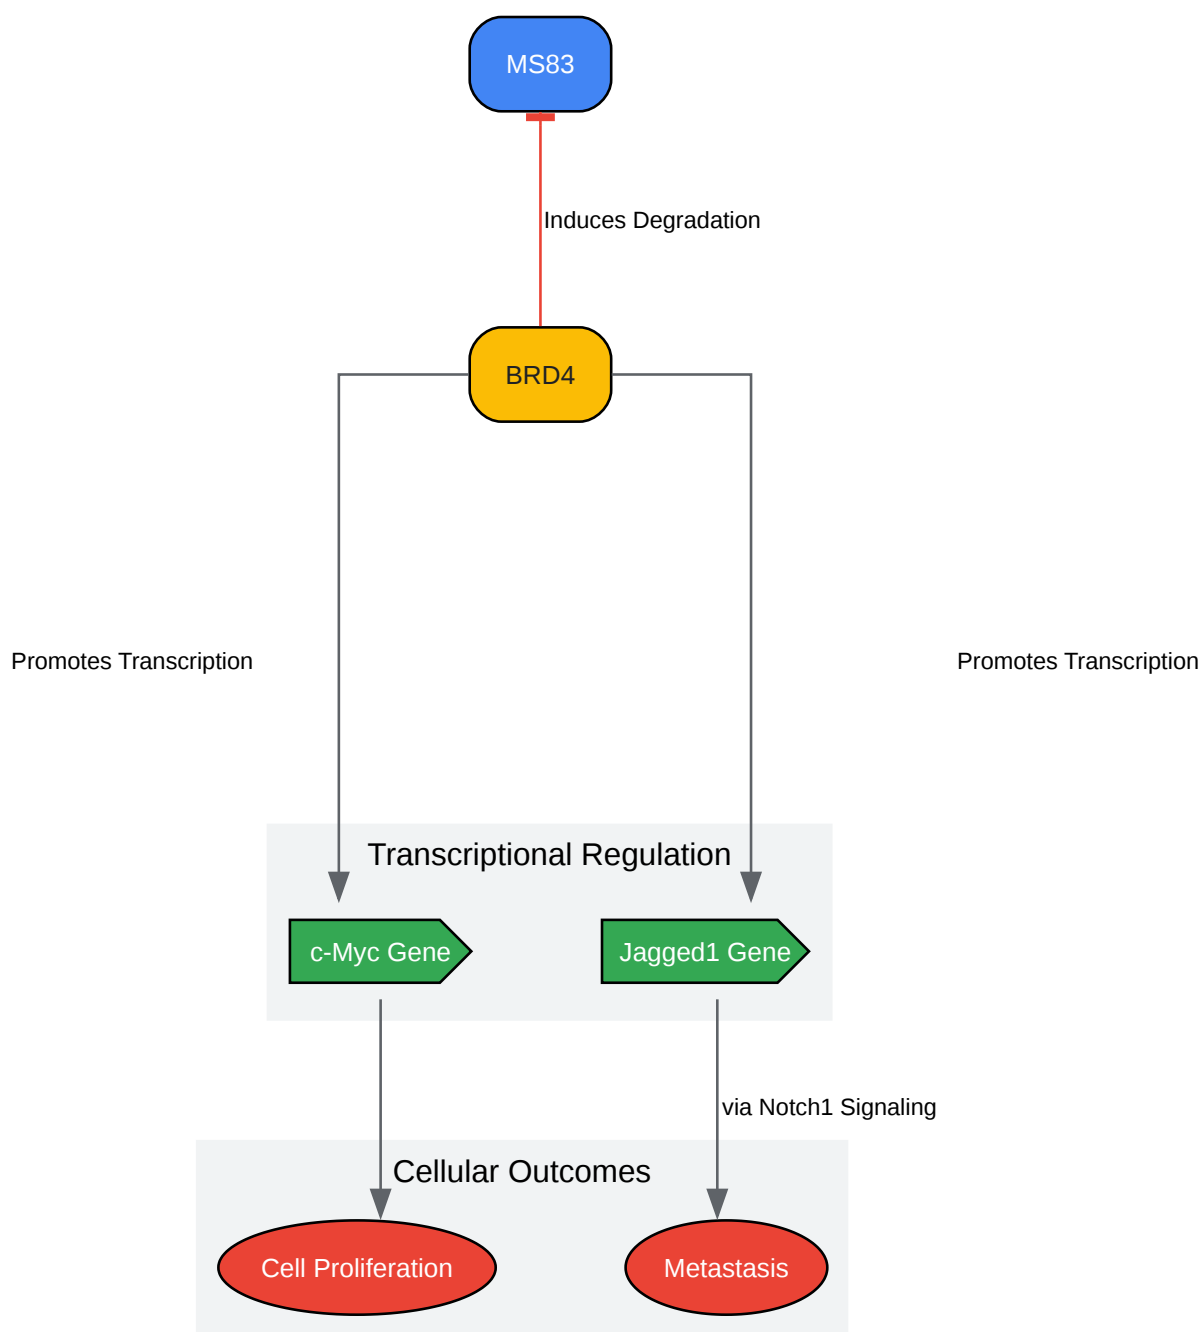 MS83
Induces Degradation
BRD4
Promotes Transcription
Promotes Transcription
Transcriptional Regulation
c-Myc Gene
Jagged1 Gene
via Notch1 Signaling
Cellular Outcomes
Cell Proliferation
Metastasis